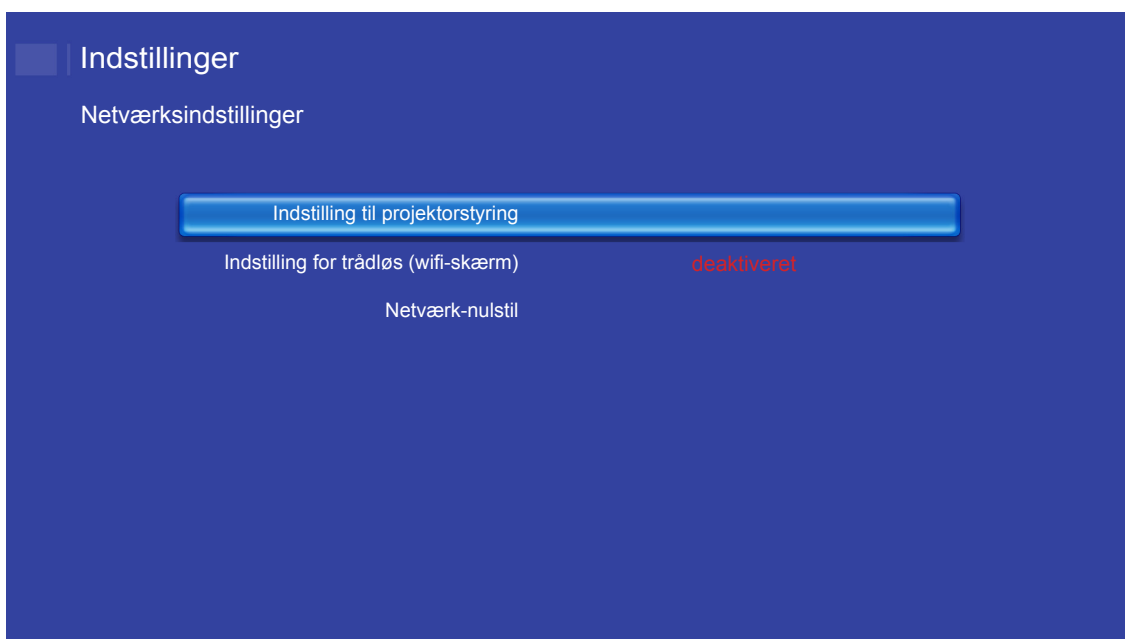 Indstillinger
Netværksindstillinger
Indstilling til projektorstyring
Indstilling for trådløs (wifi-skærm) deaktiveret
Netværk-nulstil